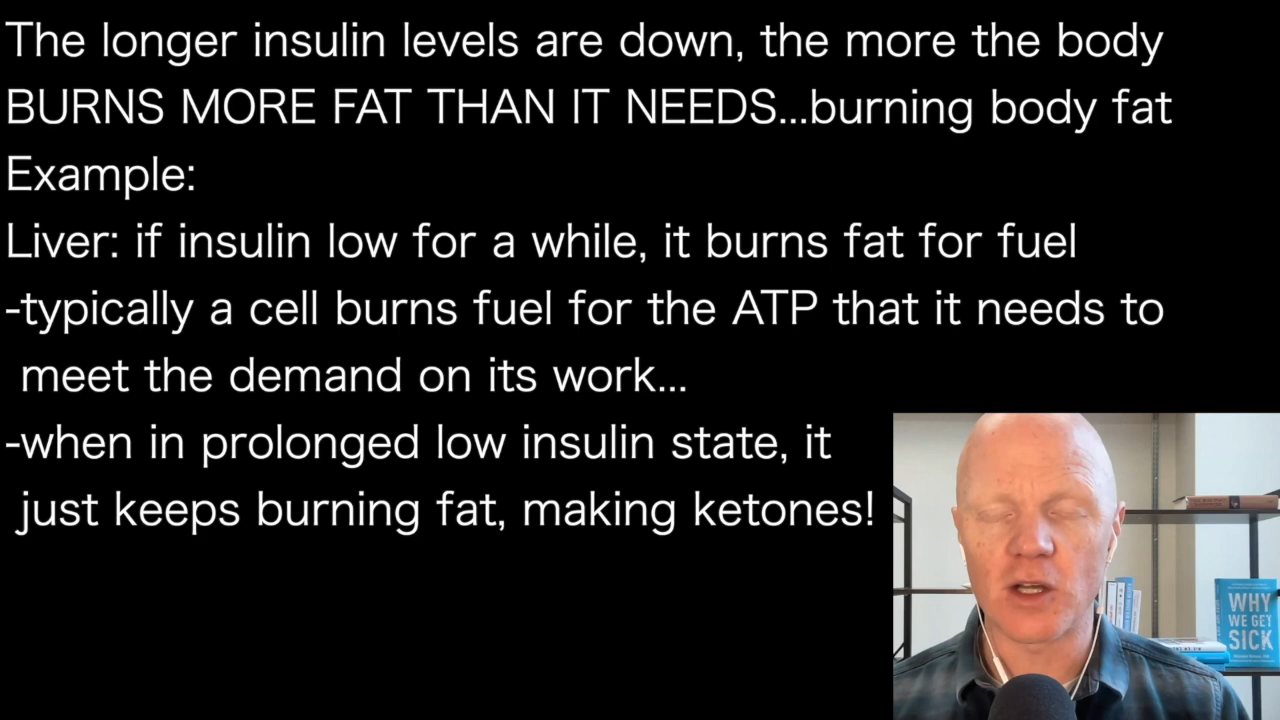 The longer insulin levels are down, the more the body
BURNS MORE FAT THAN IT NEEDS...burning body fat
Example:
Liver: if insulin low for a while, it burns fat for fuel
-typically a cell burns fuel for the ATP that it needs to
meet the demand on its work...
-when in prolonged low insulin state, it
just keeps burning fat, making ketones!
WHY
WE GET
SICK